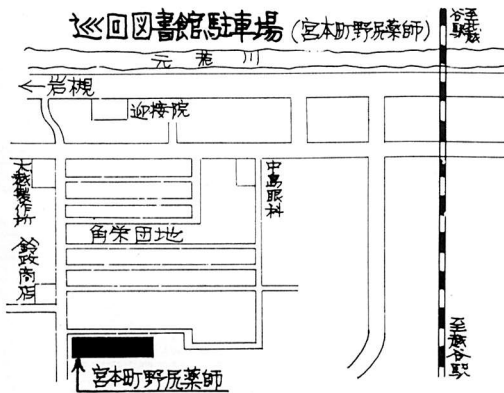 巡回図書館駐車場(宮本町野尻薬師)
元荒川
←岩槻
迎接院
至北越谷駅
大越製作所
中島眼科
鈴政商店
角栄団地
至越谷駅
宮本町野尻薬師